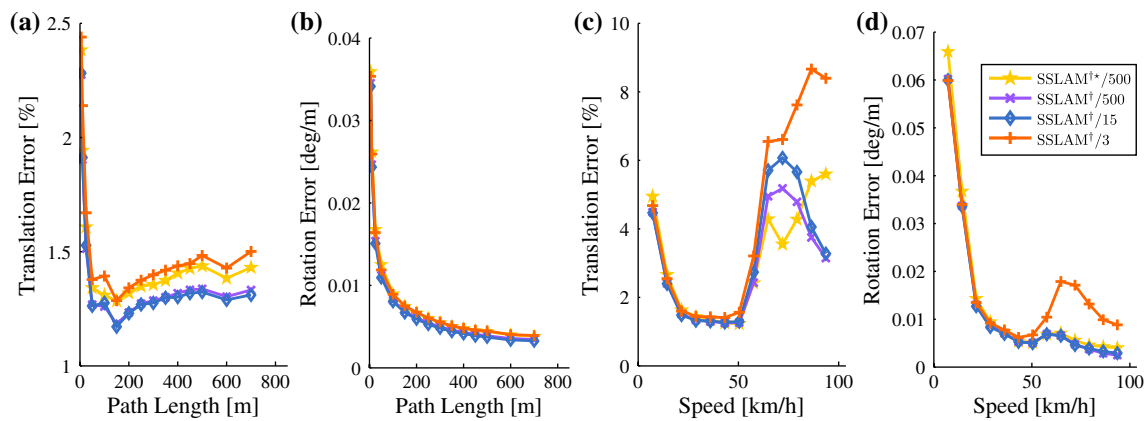 (a)
Translation Error [%]
2.5
2
1.5
1
0 200 400 600 800
Path Length [m]
(b)
Rotation Error [deg/m]
0.04
0.03
0.02
0.01
0
0 200 400 600 800
Path Length [m]
(c)
Translation Error [%]
10
8
6
4
2
0
0 50 100
Speed [km/h]
(d)
Rotation Error [deg/m]
0.07
0.06
0.05
0.04
0.03
0.02
0.01
0
0 50 100
Speed [km/h]
SSLAM†⋆/500
SSLAM†/500
SSLAM†/15
SSLAM†/3